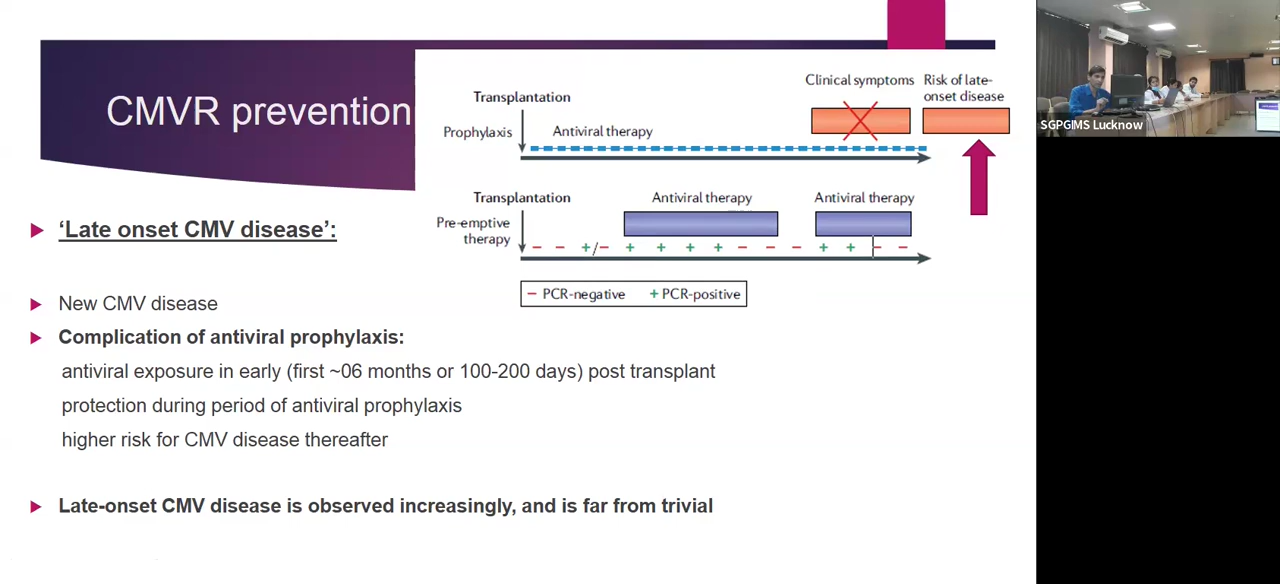 CMVR prevention
Clinical symptoms
Risk of late-
onset disease
Transplantation
Prophylaxis
Antiviral therapy
Transplantation
Antiviral therapy
Antiviral therapy
Pre-emptive
therapy
− − +/− + + + + − − − + + − −
− PCR-negative + PCR-positive
‘Late onset CMV disease’:
New CMV disease
Complication of antiviral prophylaxis:
antiviral exposure in early (first ~06 months or 100-200 days) post transplant
protection during period of antiviral prophylaxis
higher risk for CMV disease thereafter
Late-onset CMV disease is observed increasingly, and is far from trivial
SGPGIMS Lucknow